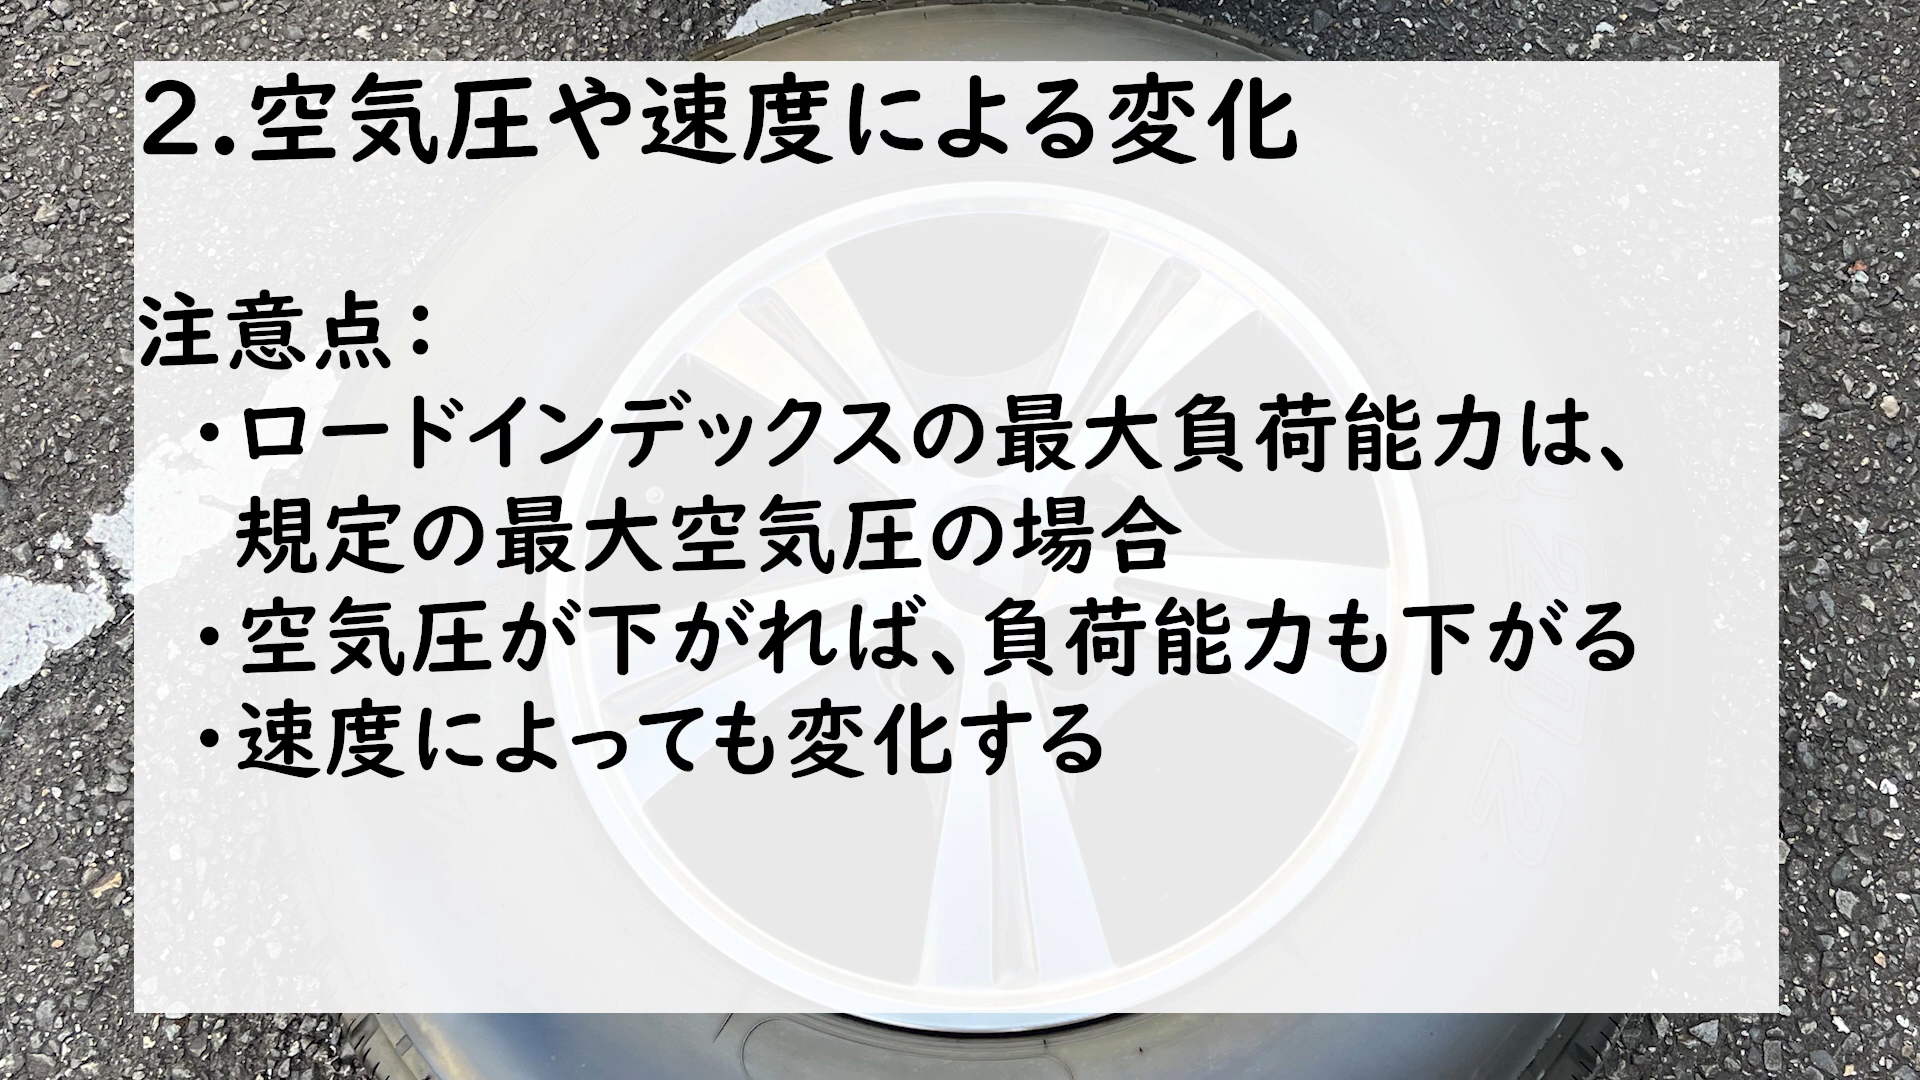 ２.空気圧や速度による変化
注意点：
・ロードインデックスの最大負荷能力は、
規定の最大空気圧の場合
・空気圧が下がれば、負荷能力も下がる
・速度によっても変化する